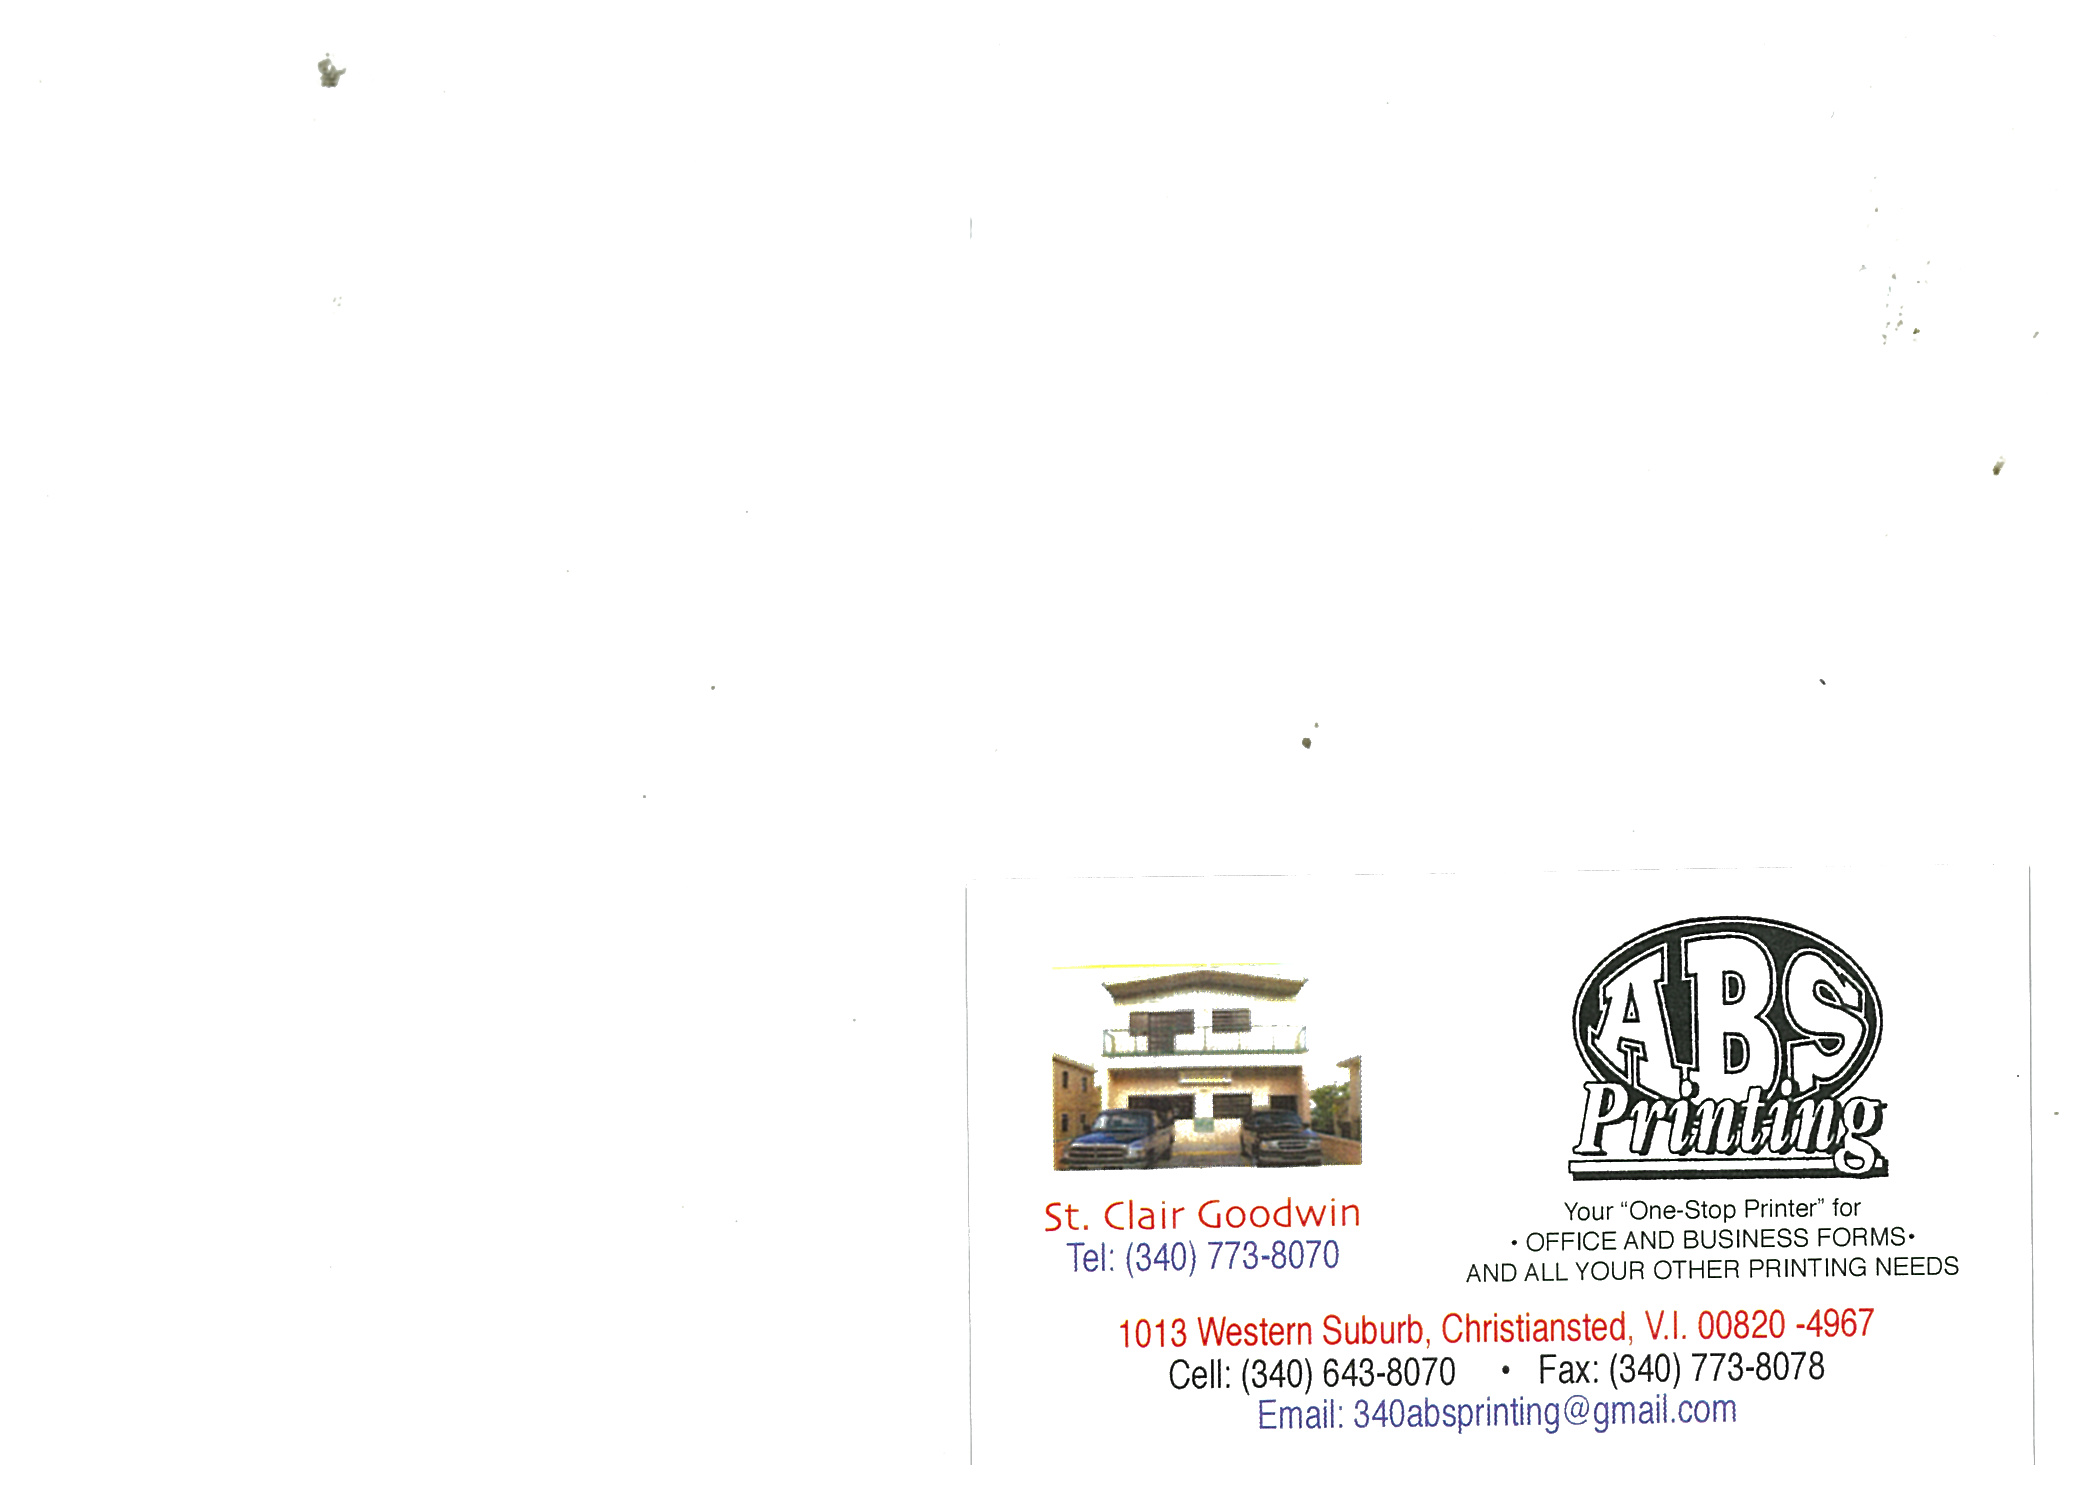 A.B.S
Printing
St. Clair Goodwin
Tel: (340) 773-8070
Your “One-Stop Printer” for
• OFFICE AND BUSINESS FORMS•
AND ALL YOUR OTHER PRINTING NEEDS
1013 Western Suburb, Christiansted, V.I. 00820 -4967
Cell: (340) 643-8070 • Fax: (340) 773-8078
Email: 340absprinting@gmail.com